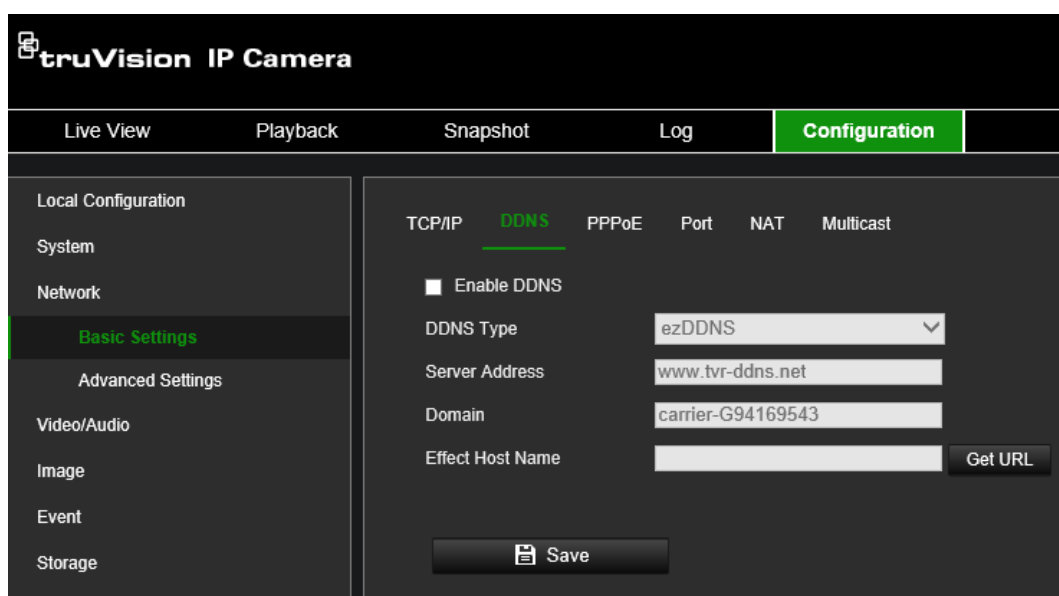 truVision IP Camera
Live View Playback Snapshot Log Configuration
Local Configuration
System
Network
Basic Settings
Advanced Settings
Video/Audio
Image
Event
Storage
TCP/IP DDNS PPPoE Port NAT Multicast
Enable DDNS
DDNS Type ezDDNS
Server Address www.tvr-ddns.net
Domain carrier-G94169543
Effect Host Name Get URL
Save